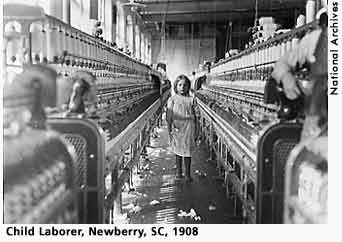 National Archives
Child Laborer, Newberry, SC, 1908